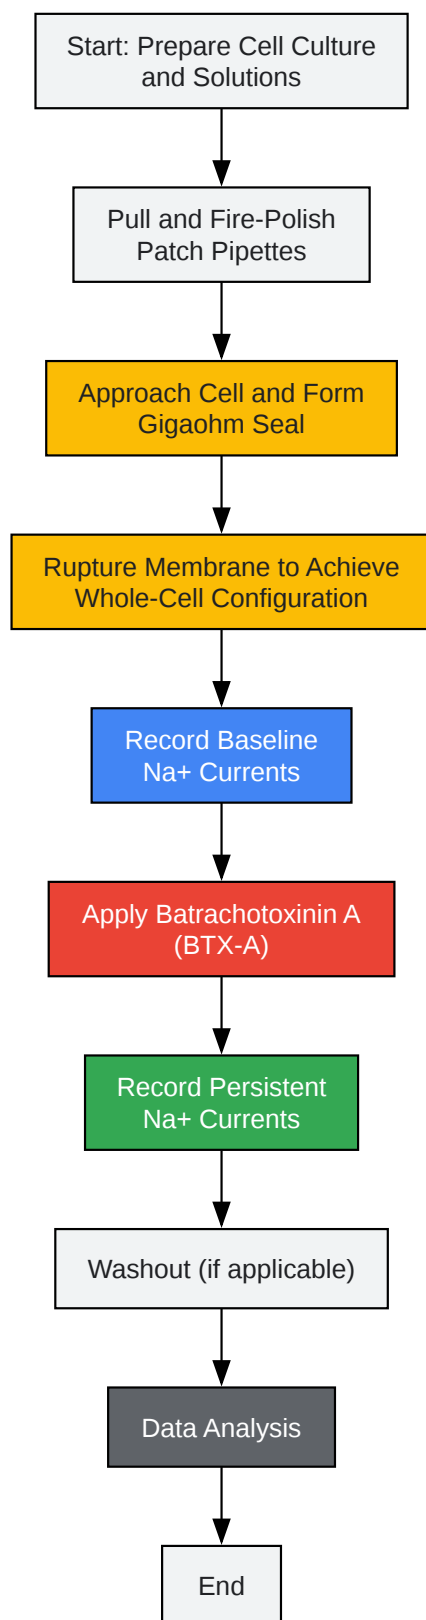 Start: Prepare Cell Culture
and Solutions
Pull and Fire-Polish
Patch Pipettes
Approach Cell and Form
Gigaohm Seal
Rupture Membrane to Achieve
Whole-Cell Configuration
Record Baseline
Na+ Currents
Apply Batrachotoxinin A
(BTX-A)
Record Persistent
Na+ Currents
Washout (if applicable)
Data Analysis
End